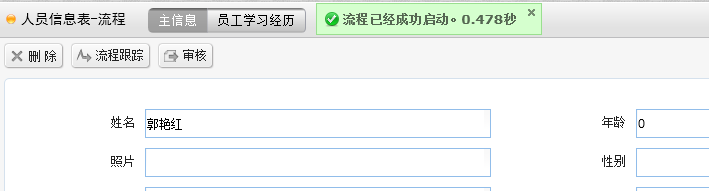 人员信息表-流程 主信息 员工学习经历 流程已经成功启动。0.478秒
删除 流程跟踪 审核
姓名 郭艳红 年龄 0
照片 性别